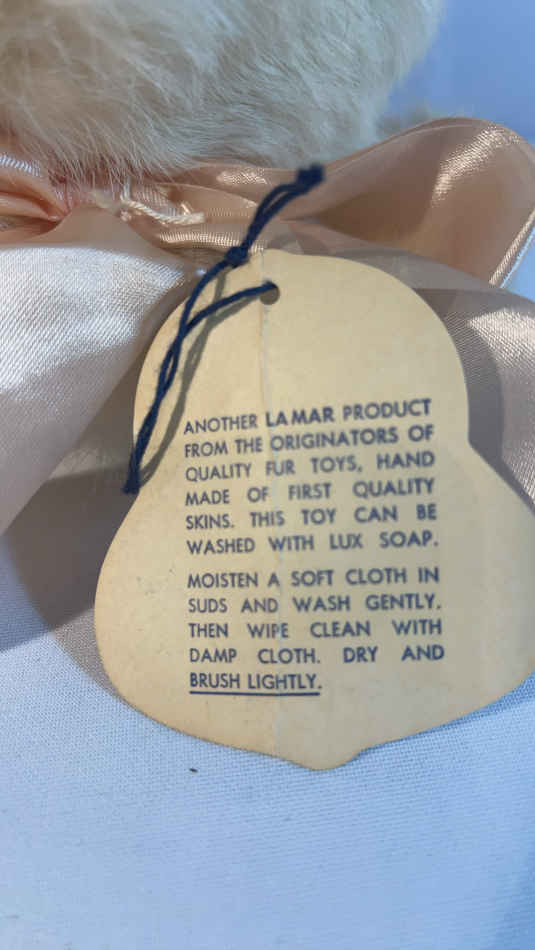 ANOTHER LAMAR PRODUCT
FROM THE ORIGINATORS OF
QUALITY FUR TOYS, HAND
MADE OF FIRST QUALITY
SKINS. THIS TOY CAN BE
WASHED WITH LUX SOAP.
MOISTEN A SOFT CLOTH IN
SUDS AND WASH GENTLY.
THEN WIPE CLEAN WITH
DAMP CLOTH. DRY AND
BRUSH LIGHTLY.